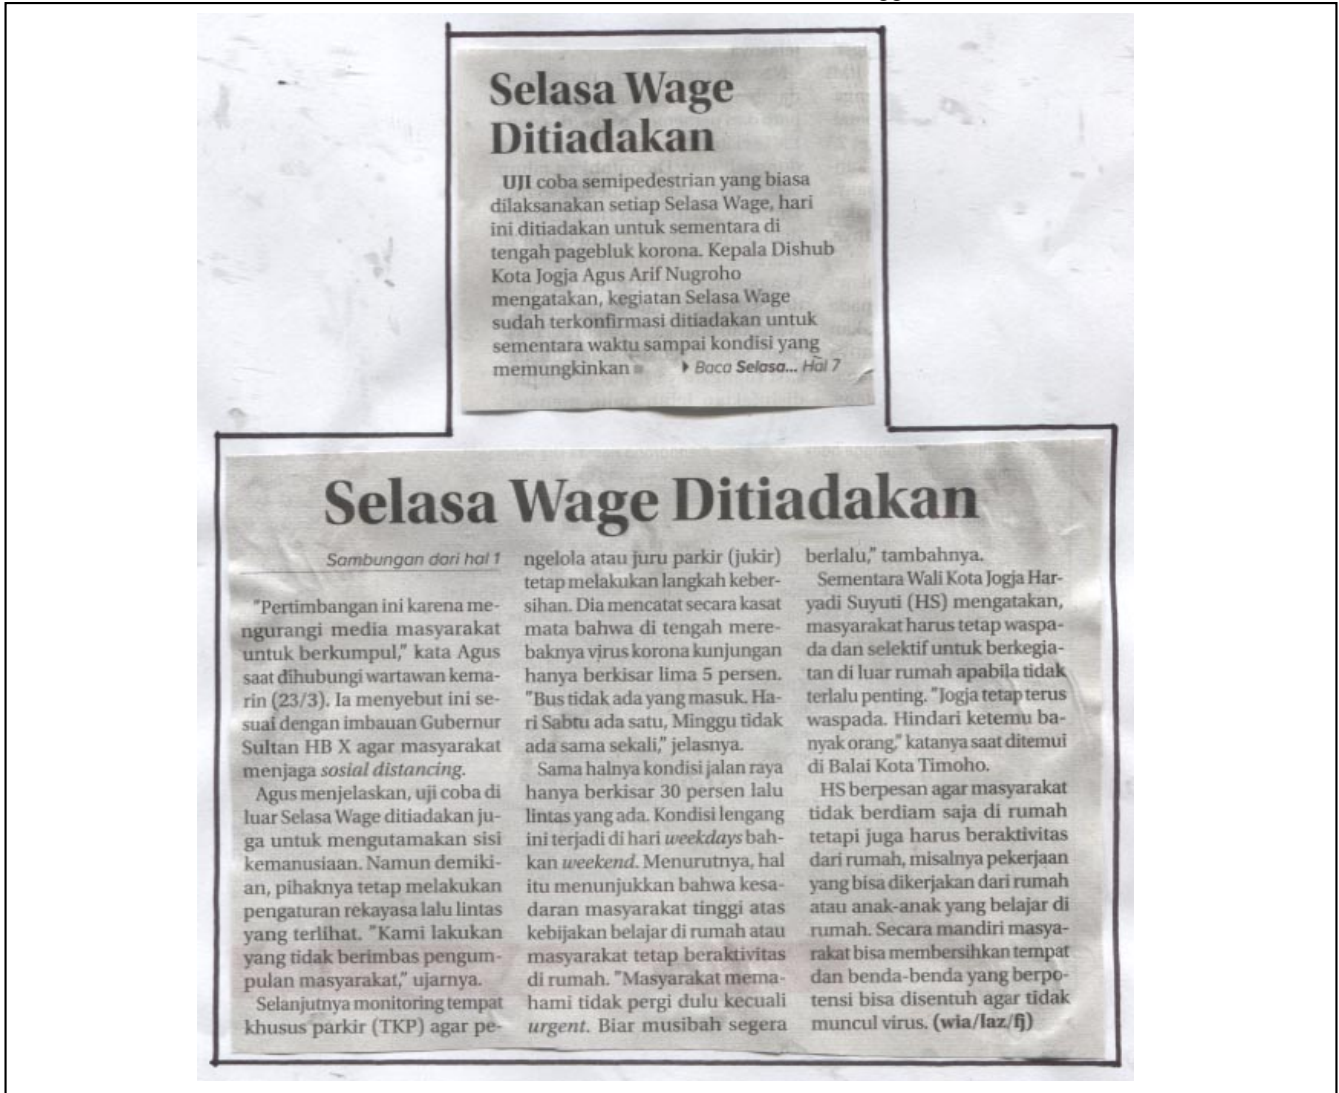 Selasa Wage
Ditiadakan
UJI coba semipedestrian yang biasa
dilaksanakan setiap Selasa Wage, hari
ini ditiadakan untuk sementara di
tengah pagebluk korona. Kepala Dishub
Kota Jogja Agus Arif Nugroho
mengatakan, kegiatan Selasa Wage
sudah terkonfirmasi ditiadakan untuk
sementara waktu sampai kondisi yang
memungkinkan
Baca Selasa... Hal 7
Selasa Wage Ditiadakan
Sambungan dari hal 1
"Pertimbangan ini karena me-
ngurangi media masyarakat
untuk berkumpul," kata Agus
saat dihubungi wartawan kema-
rin (23/3). Ia menyebut ini se-
suai dengan imbauan Gubernur
Sultan HB X agar masyarakat
menjaga sosial distancing.
Agus menjelaskan, uji coba di
luar Selasa Wage ditiadakan ju-
ga untuk mengutamakan sisi
kemanusiaan. Namun demiki-
an, pihaknya tetap melakukan
pengaturan rekayasa lalu lintas
yang terlihat. "Kami lakukan
yang tidak berimbas pengum-
pulan masyarakat," ujarnya.
Selanjutnya monitoring tempat
khusus parkir (TKP) agar pe-
ngelola atau juru parkir (jukir)
tetap melakukan langkah keber-
sihan. Dia mencatat secara kasat
mata bahwa di tengah mere-
baknya virus korona kunjungan
hanya berkisar lima 5 persen.
"Bus tidak ada yang masuk. Ha-
ri Sabtu ada satu, Minggu tidak
ada sama sekali," jelasnya.
Sama halnya kondisi jalan raya
hanya berkisar 30 persen lalu
lintas yang ada. Kondisi lengang
ini terjadi di hari weekdays bah-
kan weekend. Menurutnya, hal
itu menunjukkan bahwa kesa-
daran masyarakat tinggi atas
kebijakan belajar di rumah atau
masyarakat tetap beraktivitas
di rumah. "Masyarakat mema-
hami tidak pergi dulu kecuali
urgent. Biar musibah segera
berlalu," tambahnya.
Sementara Wali Kota Jogja Har-
yadi Suyuti (HS) mengatakan,
masyarakat harus tetap waspa-
da dan selektif untuk berkegia-
tan di luar rumah apabila tidak
terlalu penting. "Jogja tetap terus
waspada. Hindari ketemu ba-
nyak orang," katanya saat ditemui
di Balai Kota Timoho.
HS berpesan agar masyarakat
tidak berdiam saja di rumah
tetapi juga harus beraktivitas
dari rumah, misalnya pekerjaan
yang bisa dikerjakan dari rumah
atau anak-anak yang belajar di
rumah. Secara mandiri masya-
rakat bisa membersihkan tempat
dan benda-benda yang berpo-
tensi bisa disentuh agar tidak
muncul virus. (wia/laz/fj)